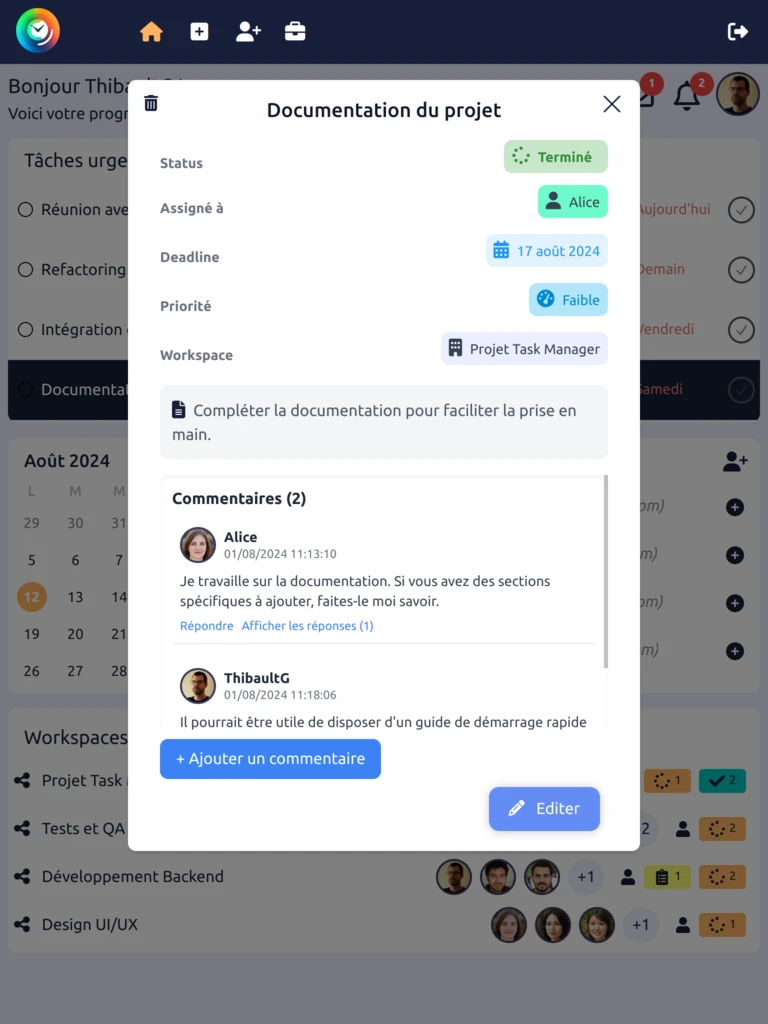 Bonjour Thiba
Voici votre progr
1
2
Tâches urge
Réunion ave
Aujourd'hui
Refactoring
Demain
Intégration
Vendredi
Documentat
Samedi
Documentation du projet
Status
Terminé
Assigné à
Alice
Deadline
17 août 2024
Priorité
Faible
Workspace
Projet Task Manager
Compléter la documentation pour faciliter la prise en
main.
Commentaires (2)
Alice
01/08/2024 11:13:10
Je travaille sur la documentation. Si vous avez des sections
spécifiques à ajouter, faites-le moi savoir.
Répondre Afficher les réponses (1)
ThibaultG
01/08/2024 11:18:06
Il pourrait être utile de disposer d'un guide de démarrage rapide
+ Ajouter un commentaire
Editer
Août 2024
L M M
29 30 31
5 6 7
12 13 14
19 20 21
26 27 28
om)
m)
om)
m)
Workspaces
Projet Task
1 2
Tests et QA
2 2
Développement Backend
+1 1 2
Design UI/UX
+1 1